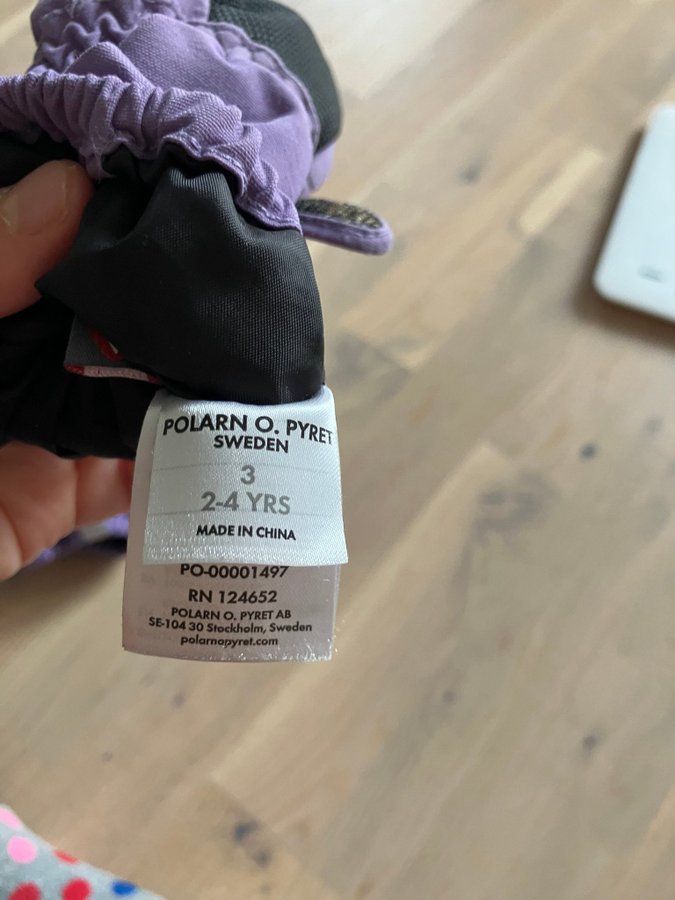 POLARN O. PYRET
SWEDEN
3
2-4 YRS
MADE IN CHINA
PO-00001497
RN 124652
POLARN O. PYRET AB
SE-104 30 Stockholm, Sweden
polarnopyret.com